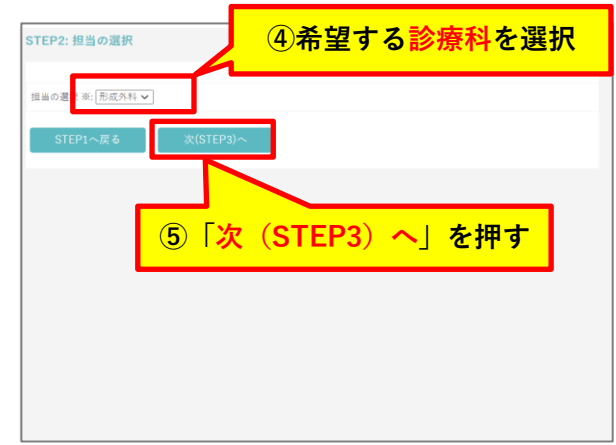 STEP2: 担当の選択
④希望する診療科を選択
担当の選択 ※: 形成外科
STEP1へ戻る
次(STEP3)へ
⑤「次（STEP3）へ」を押す